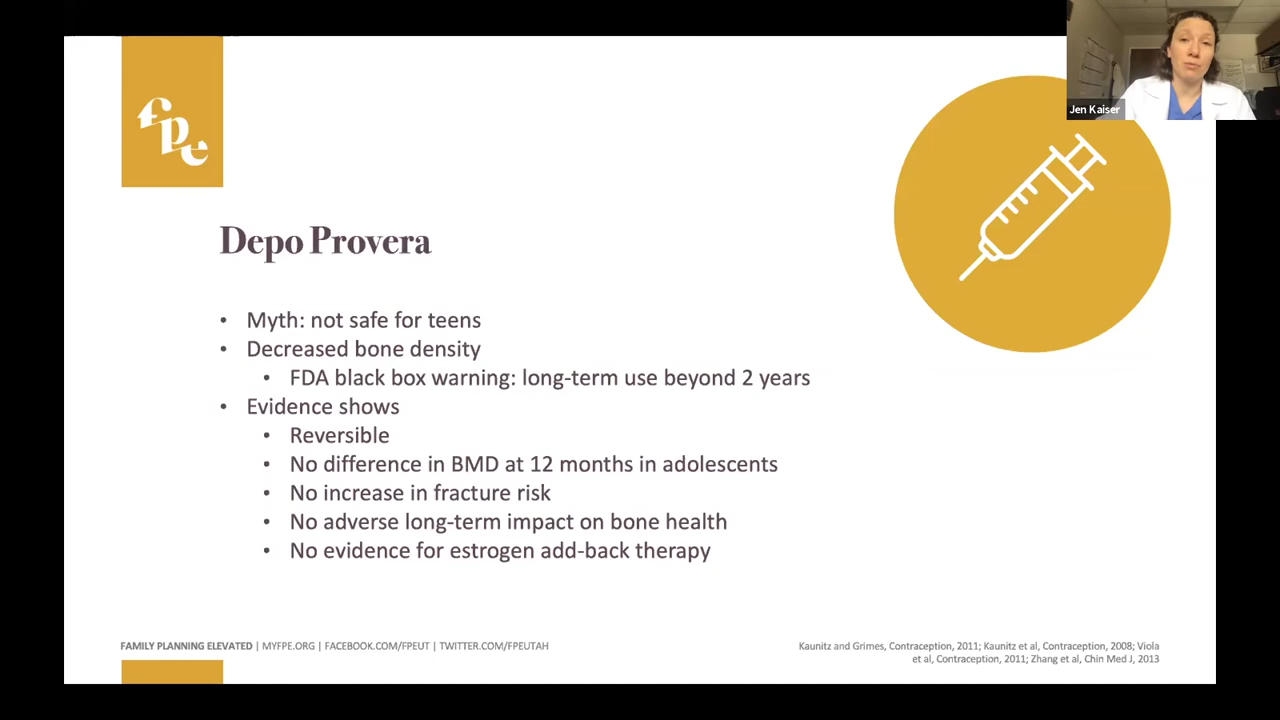 fpe
Jen Kaiser
Depo Provera
• Myth: not safe for teens
• Decreased bone density
• FDA black box warning: long-term use beyond 2 years
• Evidence shows
• Reversible
• No difference in BMD at 12 months in adolescents
• No increase in fracture risk
• No adverse long-term impact on bone health
• No evidence for estrogen add-back therapy
FAMILY PLANNING ELEVATED | MYFPE.ORG | FACEBOOK.COM/FPEUT | TWITTER.COM/FPEUTAH
Kaunitz and Grimes, Contraception, 2011; Kaunitz et al, Contraception, 2008; Viola
et al, Contraception, 2011; Zhang et al, Chin Med J, 2013